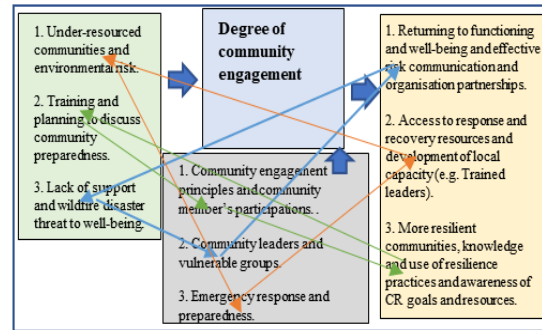 1. Under-resourced
communities and
environmental risk.
2. Training and
planning to discuss
community
preparedness.
3. Lack of support
and wildfire disaster
threat to well-being.
Degree of
community
engagement
1. Community engagement
principles and community
member's participations. .
2. Community leaders and
vulnerable groups.
3. Emergency response and
preparedness.
1. Returning to functioning
and well-being and effective
risk communication and
organisation partnerships.
2. Access to response and
recovery resources and
development of local
capacity (e.g. Trained
leaders).
3. More resilient
communities, knowledge
and use of resilience
practices and awareness of
CR goals and resources.